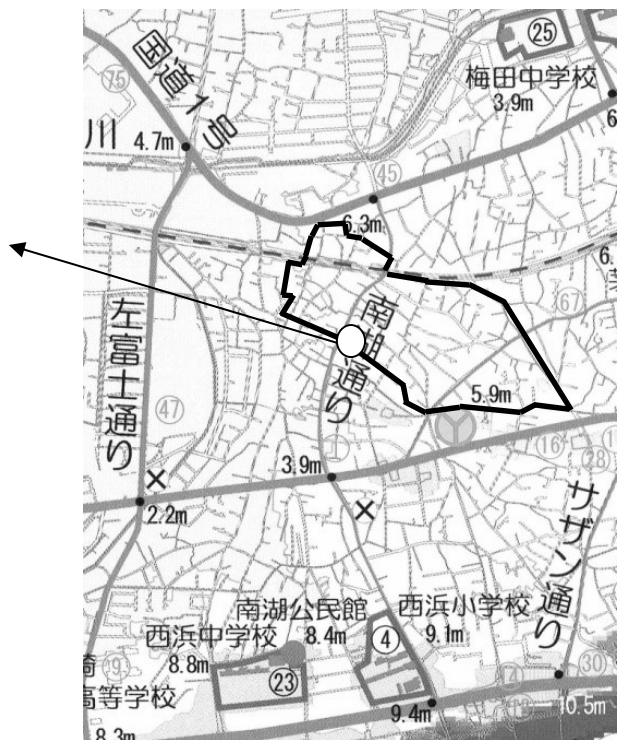 ㉕
梅田中学校
3.9m
75
国道1号
川
4.7m
45
6
6.3m
6.
67
南湖通り
左富士通り
5.9m
47
1
Y
16
28
3.9m
×
×
2.2m
サザン通り
南湖公民館
8.4m
④
西浜小学校
9.1m
西浜中学校
8.8m
㉓
19
高等学校
30
9.4m
10.5m
8.3m